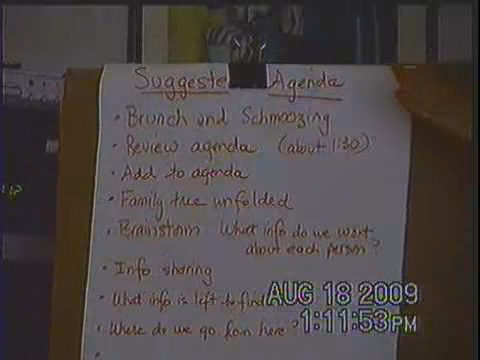 Suggeste Agenda
• Brunch and Schmoozing
• Review agenda (about 1:30)
• Add to agenda
• Family tree unfolded
• Brainstorm What info do we want
about each person?
• Info sharing
• What info is left to find
• Where do we go from here?
•
AUG 18 2009
1:11:53PM